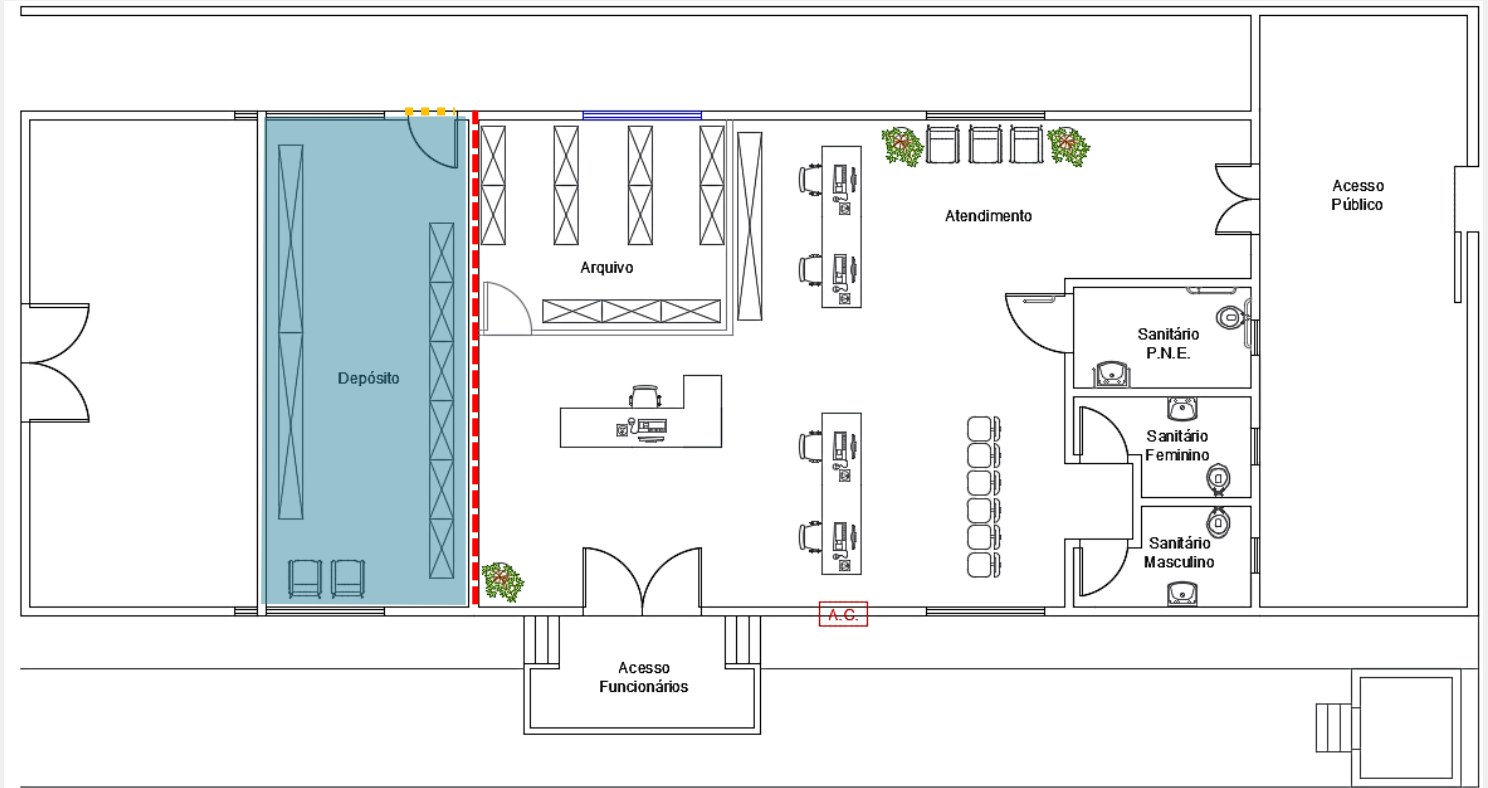 Acesso
Público
Atendimento
Arquivo
Sanitário
P.N.E.
Depósito
Sanitário
Feminino
Sanitário
Masculino
A.C.
Acesso
Funcionários